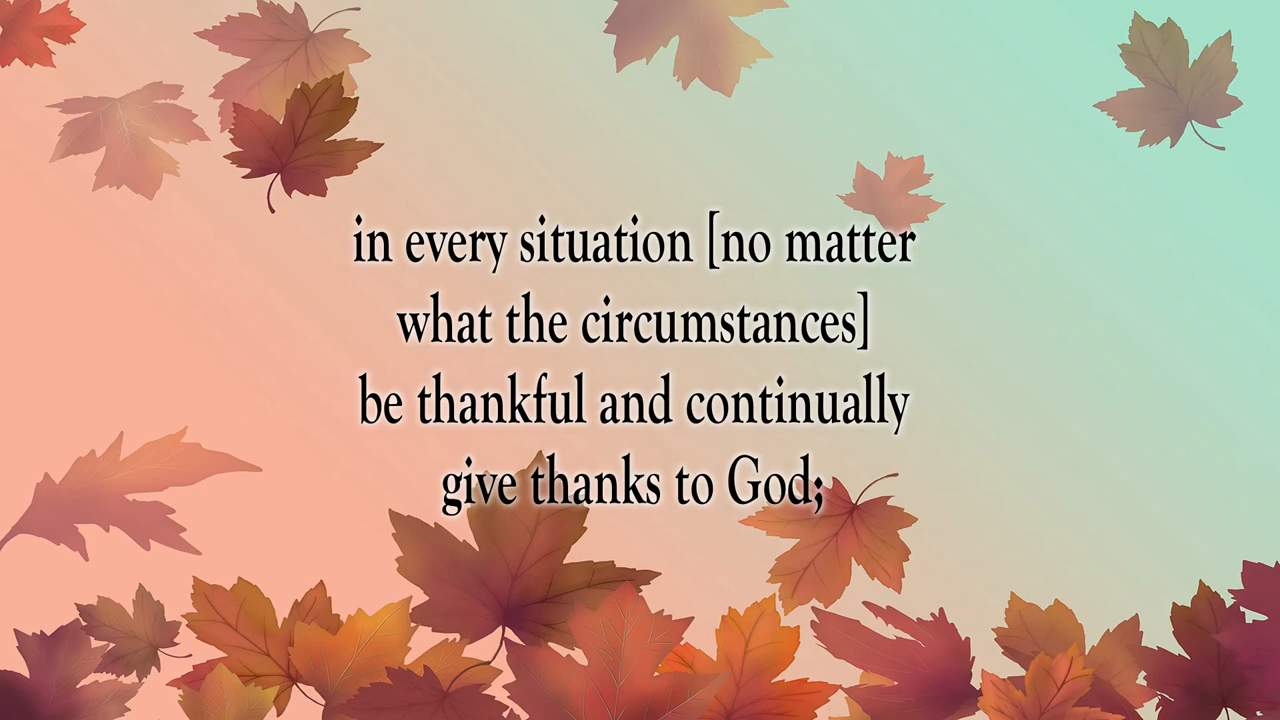 in every situation [no matter
what the circumstances]
be thankful and continually
give thanks to God;